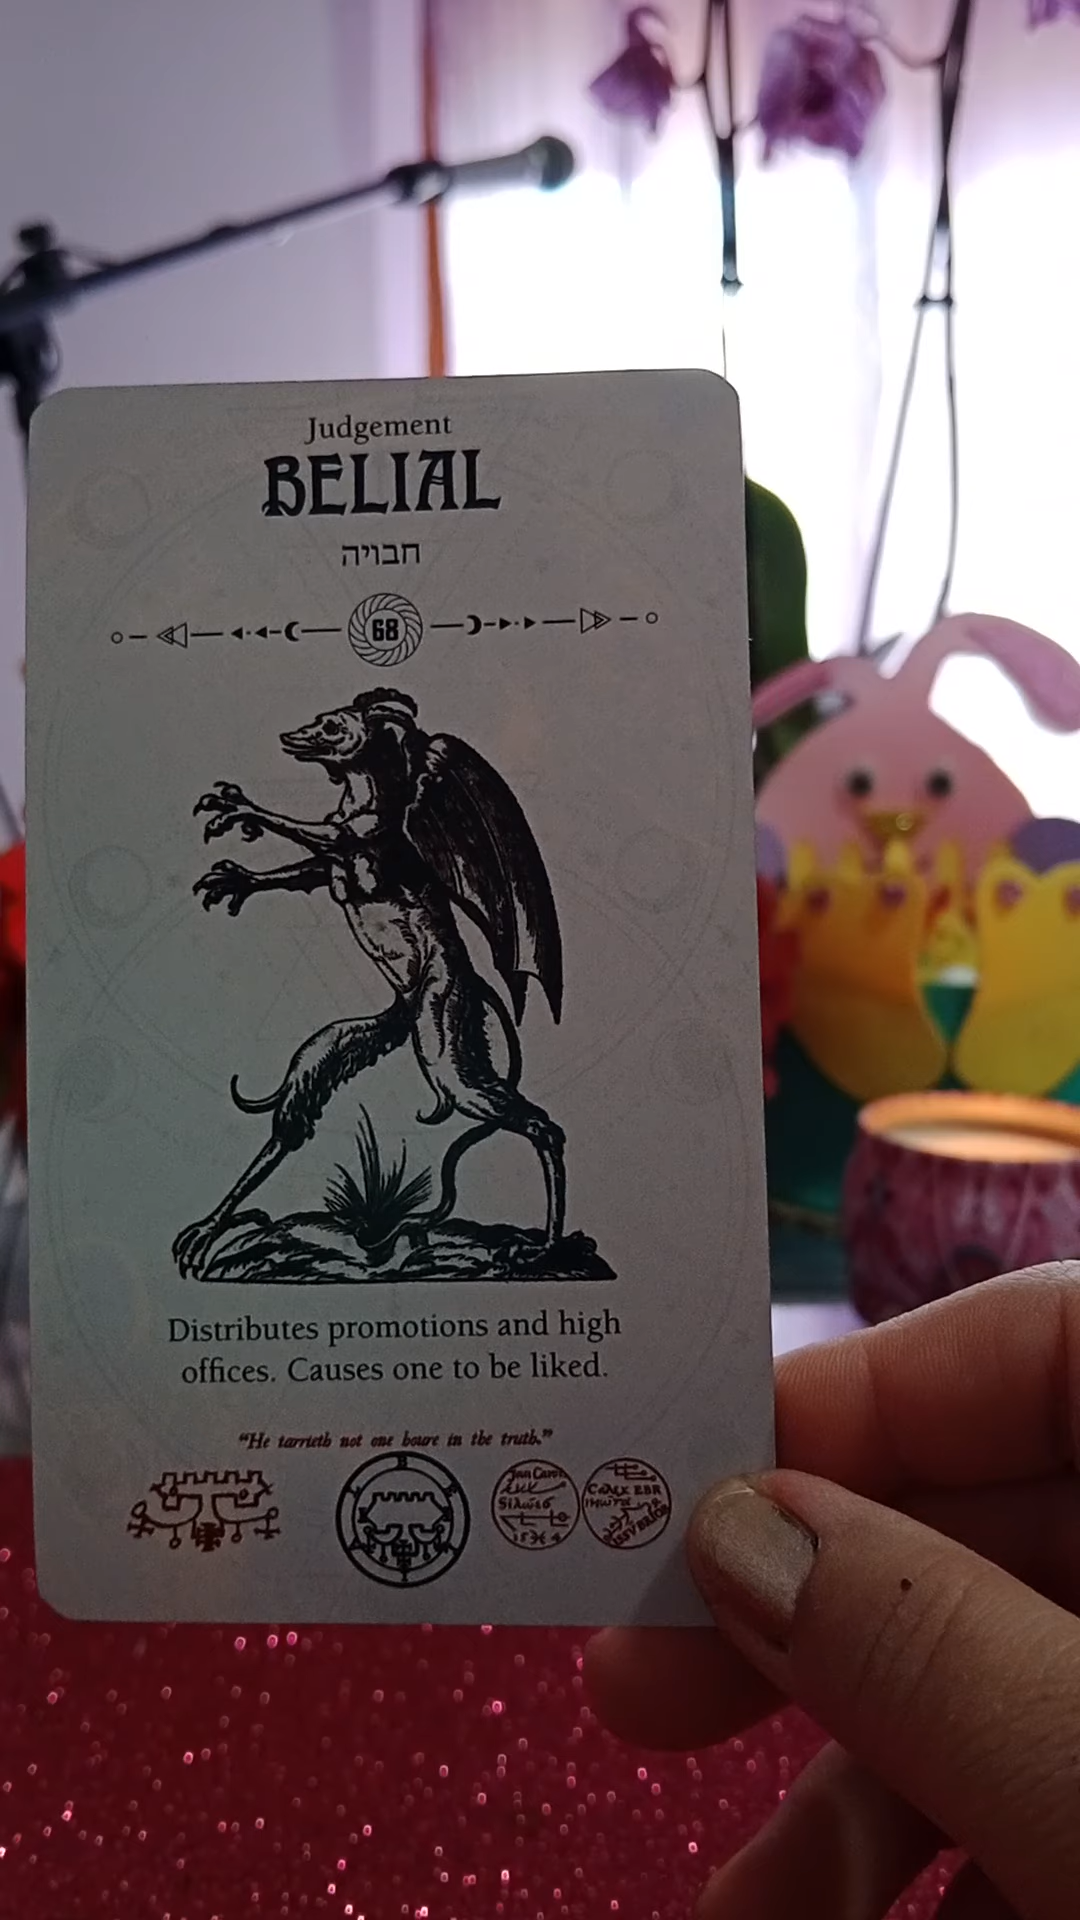 Judgement
BELIAL
חבויה
68
Distributes promotions and high
offices. Causes one to be liked.
"He tarrieth not one houre in the truth."